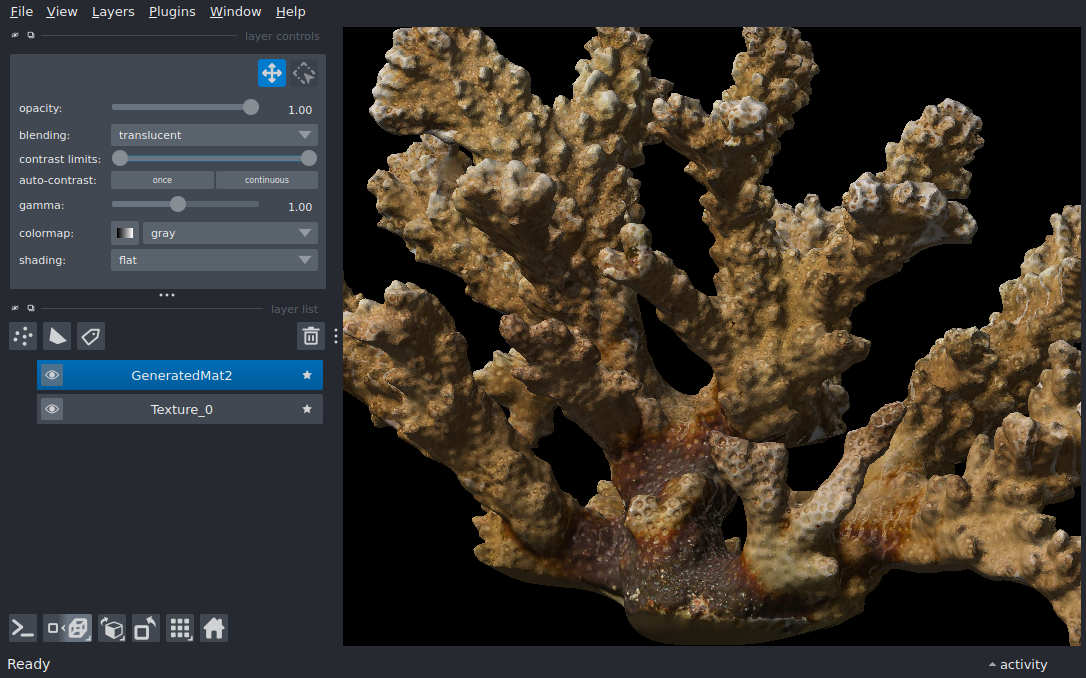 File View Layers Plugins Window Help
layer controls
opacity: 1.00
blending: translucent
contrast limits:
auto-contrast: once continuous
gamma: 1.00
colormap: gray
shading: flat
layer list
GeneratedMat2
Texture_0
Ready activity